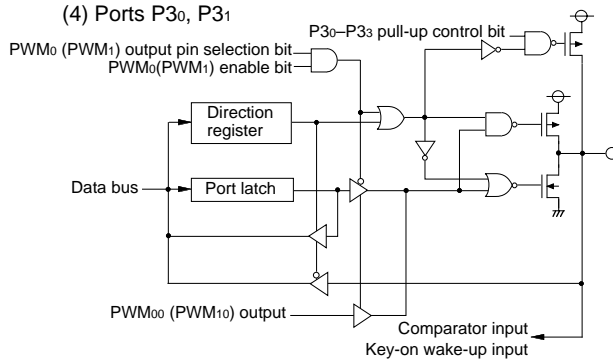 (4) Ports P3₀, P3₁
P3₀–P3₃ pull-up control bit
PWM₀ (PWM₁) output pin selection bit
PWM₀(PWM₁) enable bit
Direction
register
Data bus
Port latch
PWM₀₀ (PWM₁₀) output
Comparator input
Key-on wake-up input